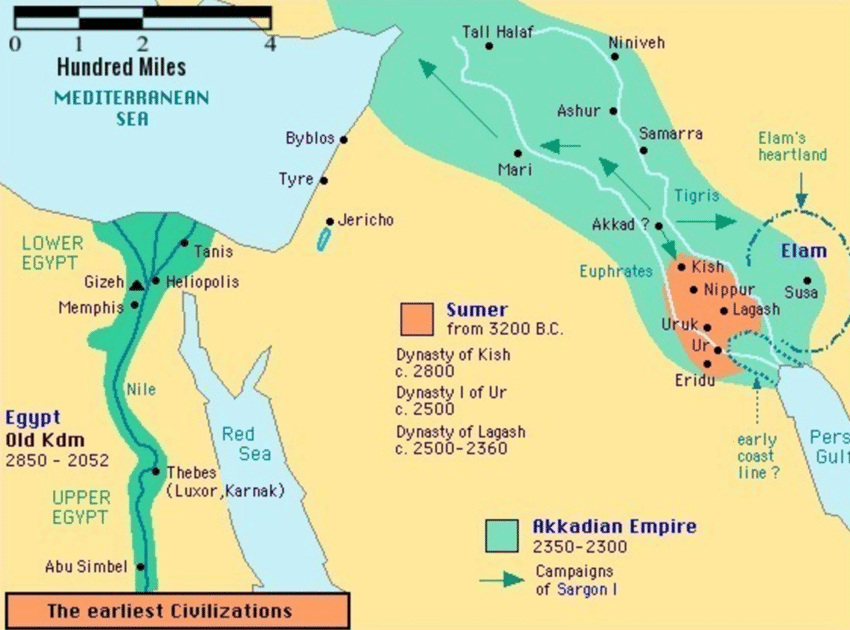 0 1 2 4
Hundred Miles
MEDITERRANEAN
SEA
Tall Halaf
Niniveh
Ashur
Samarra
Mari
Byblos
Tyre
Jericho
Elam's
heartland
Tigris
Akkad ?
Elam
Euphrates
Kish
Nippur
Susa
Lagash
Uruk
Ur
Eridu
LOWER
EGYPT
Tanis
Gizeh
Heliopolis
Memphis
Sumer
from 3200 B.C.
Dynasty of Kish
c. 2800
Dynasty I of Ur
c. 2500
Dynasty of Lagash
c. 2500-2360
Nile
Egypt
Old Kdm
2850 - 2052
Red
Sea
early
coast
line ?
Pers
Gulf
Thebes
(Luxor,Karnak)
UPPER
EGYPT
Abu Simbel
Akkadian Empire
2350-2300
Campaigns
of Sargon I
The earliest Civilizations